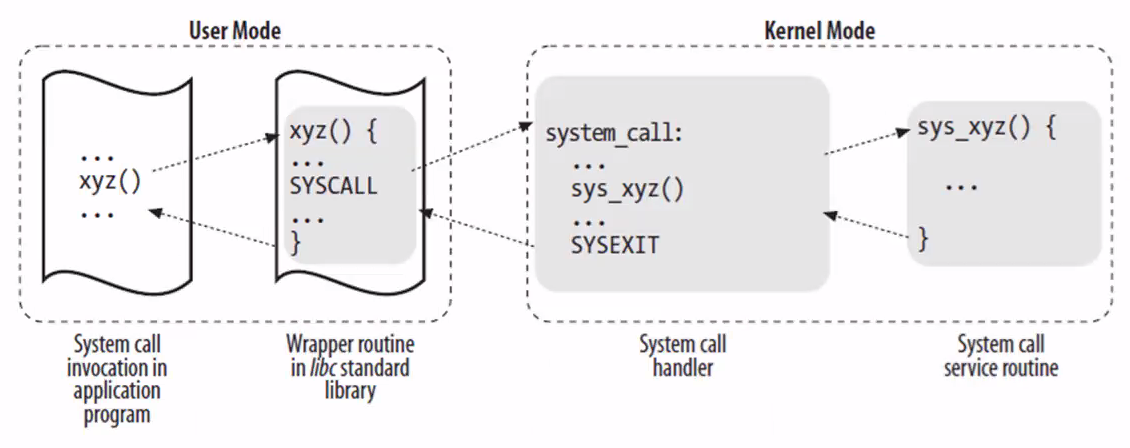 User Mode
Kernel Mode
...
xyz()
...
xyz() {
...
SYSCALL
...
}
system_call:
...
sys_xyz()
...
SYSEXIT
sys_xyz() {
...
}
System call
invocation in
application
program
Wrapper routine
in libc standard
library
System call
handler
System call
service routine